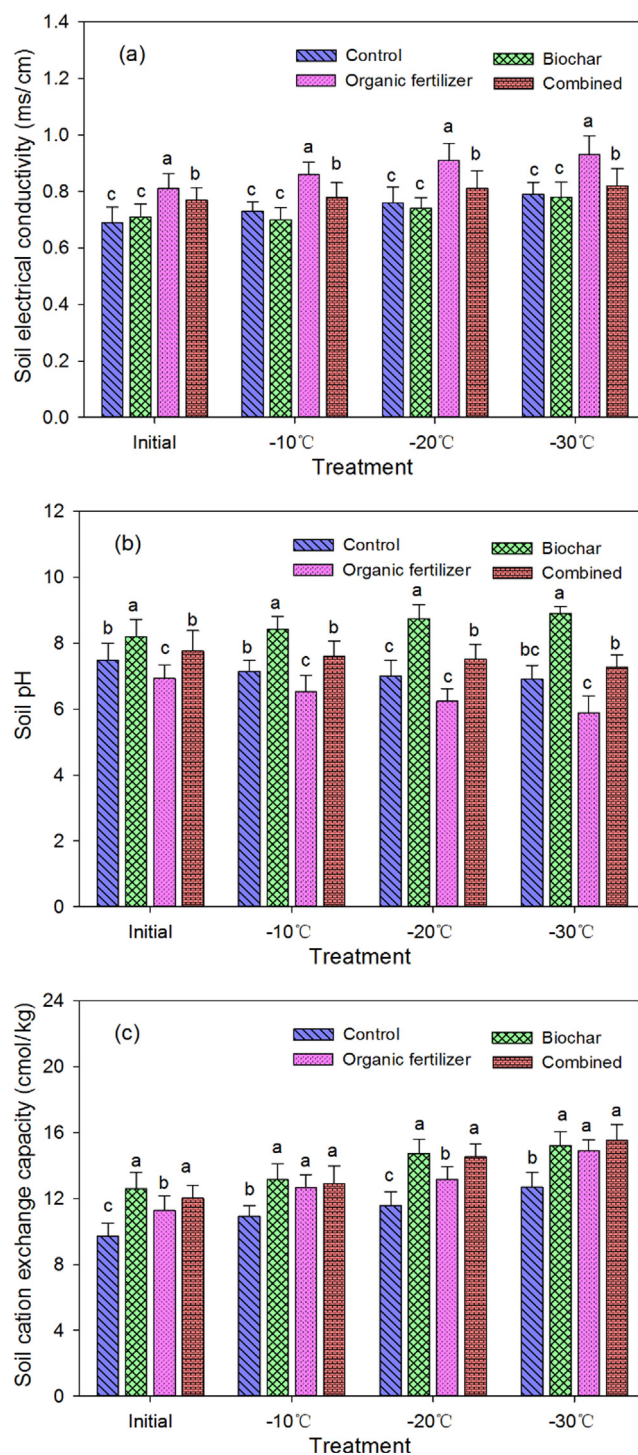 (a)
Control
Biochar
Organic fertilizer
Combined
Soil electrical conductivity (ms/cm)
1.4
1.2
1.0
0.8
0.6
0.4
0.2
0.0
c c a b
c c a b
c c a b
c c a b
Initial -10℃ -20℃ -30℃
Treatment
(b)
Control
Biochar
Organic fertilizer
Combined
Soil pH
12
10
8
6
4
2
0
b a c b
b a c b
c a c b
bc a c b
Initial -10℃ -20℃ -30℃
Treatment
(c)
Control
Biochar
Organic fertilizer
Combined
Soil cation exchange capacity (cmol/kg)
24
20
16
12
8
4
0
c a b a
b a a a
c a b a
b a a a
Initial -10℃ -20℃ -30℃
Treatment